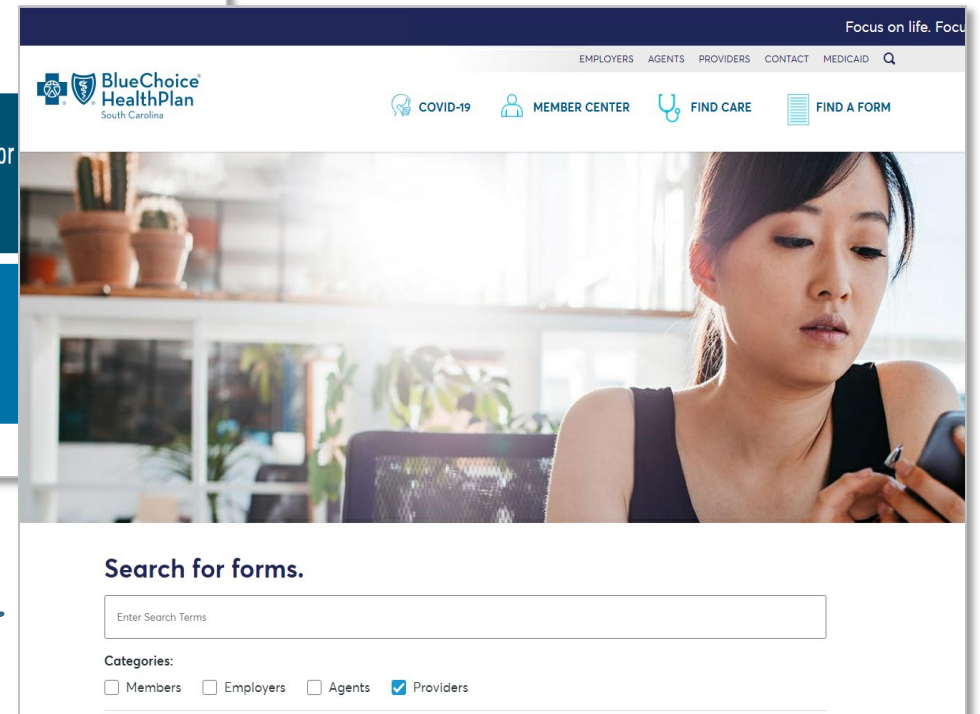 or
Focus on life. Focu
EMPLOYERS AGENTS PROVIDERS CONTACT MEDICAID
BlueChoice®
HealthPlan
South Carolina
COVID-19 MEMBER CENTER FIND CARE FIND A FORM
Search for forms.
Enter Search Terms
Categories:
Members Employers Agents Providers